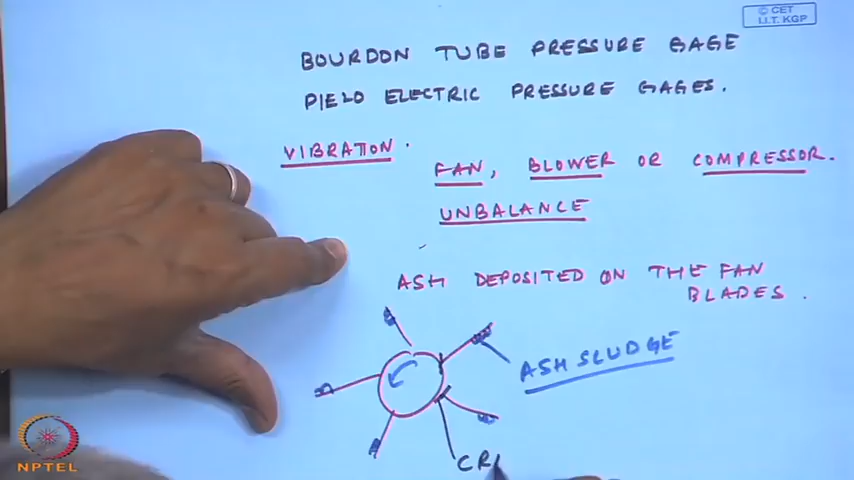 © CET
I.I.T. KGP
BOURDON TUBE PRESSURE GAGE
PIEZO ELECTRIC PRESSURE GAGES.
VIBRATION.
FAN, BLOWER OR COMPRESSOR.
UNBALANCE
ASH DEPOSITED ON THE FAN
BLADES.
ASH SLUDGE
CR
NPTEL